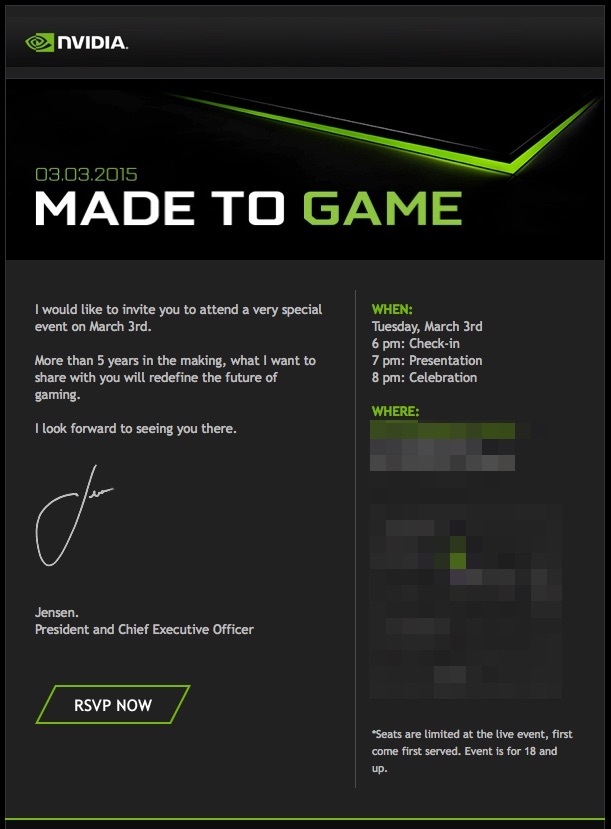 NVIDIA.
03.03.2015
MADE TO GAME
I would like to invite you to attend a very special
event on March 3rd.
More than 5 years in the making, what I want to
share with you will redefine the future of
gaming.
I look forward to seeing you there.
Jensen.
President and Chief Executive Officer
RSVP NOW
WHEN:
Tuesday, March 3rd
6 pm: Check-in
7 pm: Presentation
8 pm: Celebration
WHERE:
*Seats are limited at the live event, first
come first served. Event is for 18 and
up.